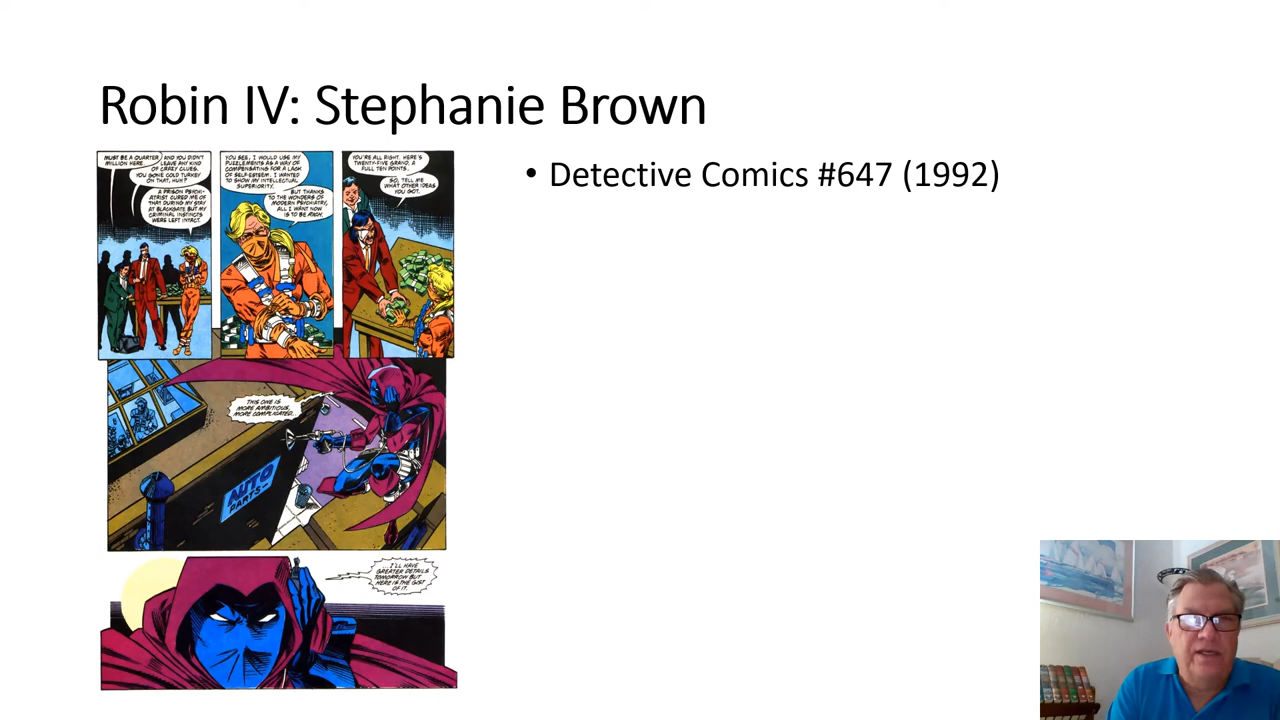 Robin IV: Stephanie Brown
• Detective Comics #647 (1992)
MUST BE A QUARTER
MILLION HERE.
AND YOU DIDN'T
LEAVE ANY KIND
OF CRAZY CLUES.
YOU GONE COLD TURKEY
ON THAT, HUH?
A PRISON PSYCH-
IATRIST CURED ME OF
THAT DURING MY STAY
AT BLACKGATE. BUT MY
CRIMINAL INSTINCTS
WERE LEFT INTACT.
YOU SEE, I WOULD USE MY
PUZZLEMENTS AS A WAY OF
COMPENSATING FOR A LACK
OF SELF-ESTEEM. I WANTED
TO SHOW MY INTELLECTUAL
SUPERIORITY.
BUT THANKS
TO THE WONDERS OF
MODERN PSYCHIATRY,
ALL I WANT NOW
IS TO BE RICH.
YOU'RE ALL RIGHT. HERE'S
TWENTY-FIVE GRAND, A
FULL TEN POINTS.
SO, TELL ME
WHAT OTHER IDEAS
YOU GOT.
THIS ONE IS
MORE AMBITIOUS,
MORE COMPLICATED...
AUTO
PARTS
...I'LL HAVE
GREATER DETAILS
TOMORROW BUT
HERE IS THE GIST
OF IT.